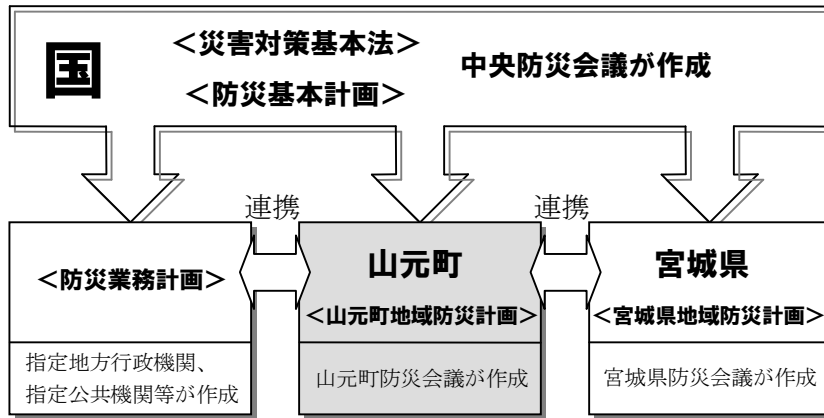 国
＜災害対策基本法＞
＜防災基本計画＞
中央防災会議が作成
連携
連携
＜防災業務計画＞
指定地方行政機関、
指定公共機関等が作成
山元町
＜山元町地域防災計画＞
山元町防災会議が作成
宮城県
＜宮城県地域防災計画＞
宮城県防災会議が作成